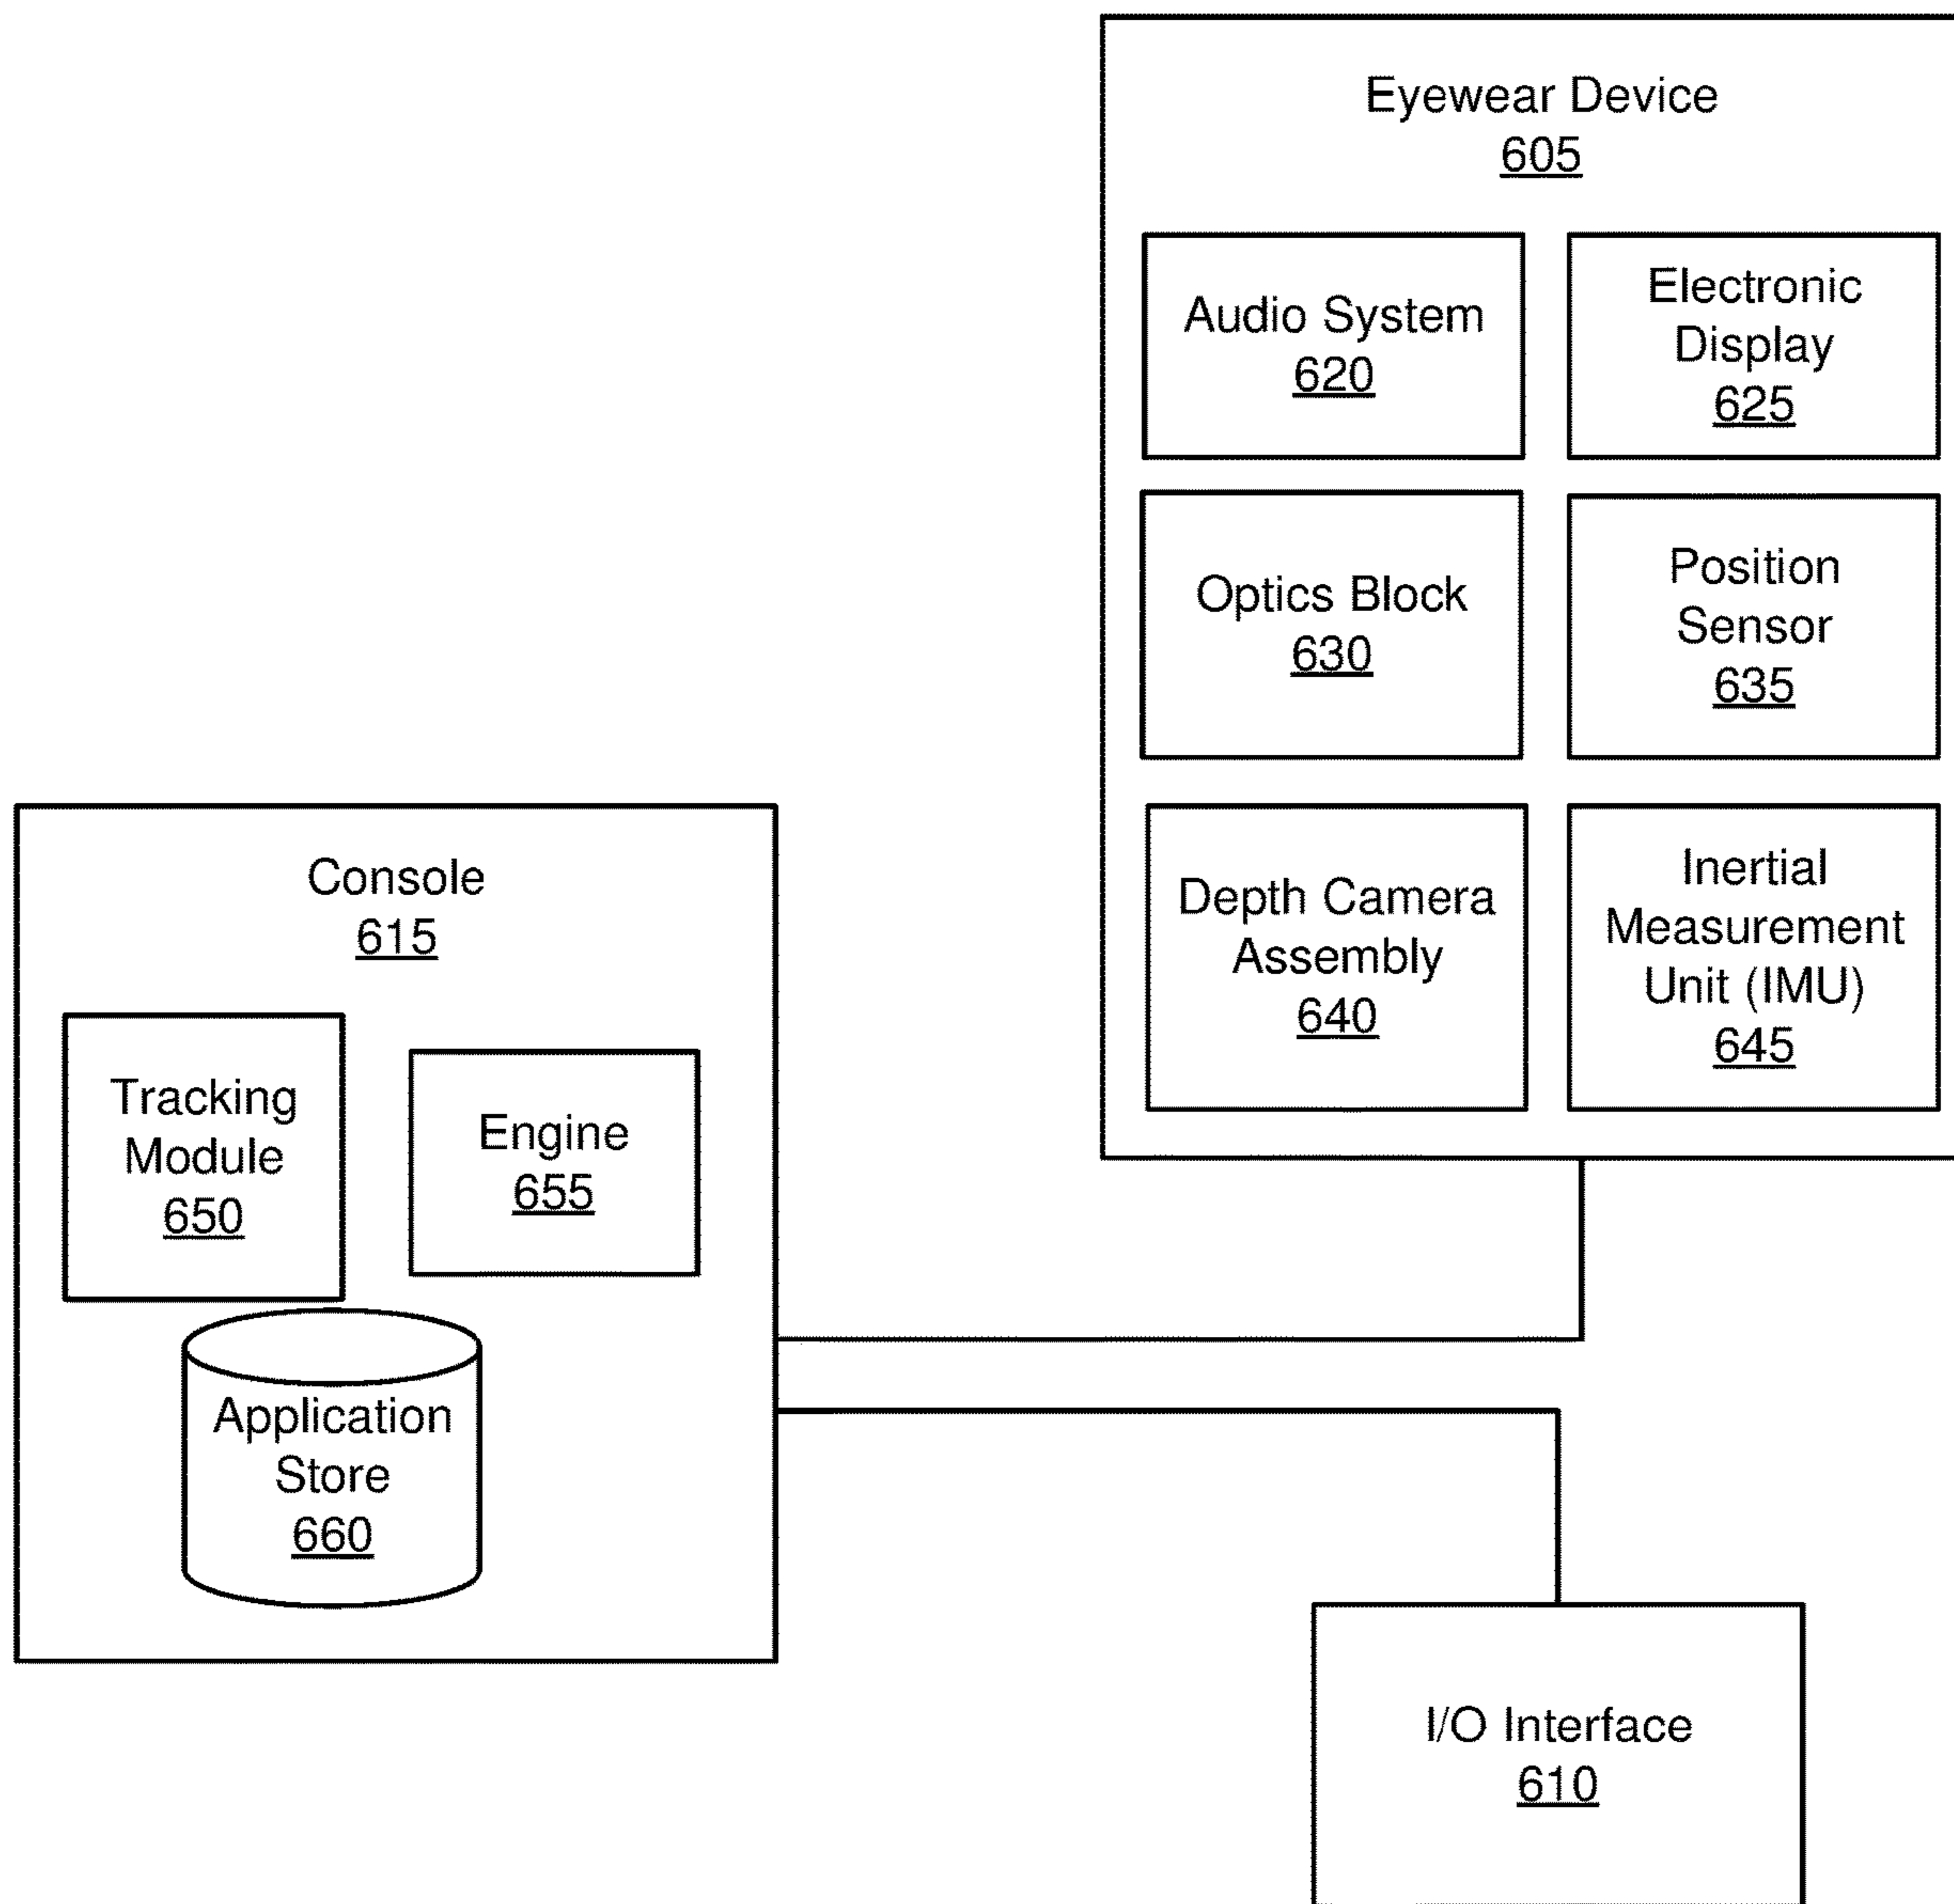 Eyewear Device
605
Audio System
620
Electronic
Display
625
Optics Block
630
Position
Sensor
635
Depth Camera
Assembly
640
Inertial
Measurement
Unit (IMU)
645
Console
615
Tracking
Module
650
Engine
655
Application
Store
660
I/O Interface
610